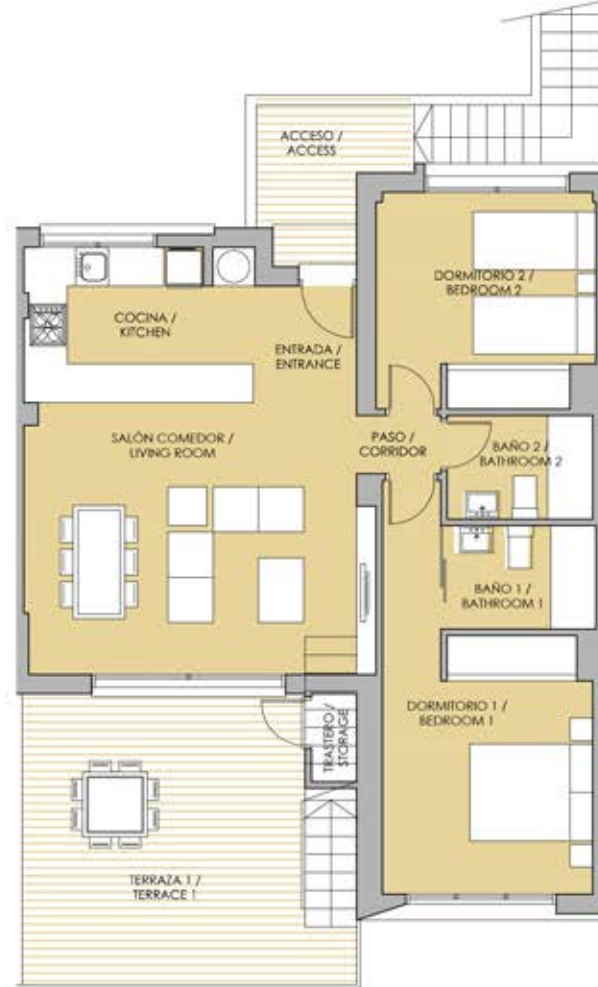 ACCESO /
ACCESS
DORMITORIO 2 /
BEDROOM 2
COCINA /
KITCHEN
ENTRADA /
ENTRANCE
SALÓN COMEDOR /
LIVING ROOM
PASO /
CORRIDOR
BAÑO 2 /
BATHROOM 2
BAÑO 1 /
BATHROOM 1
DORMITORIO 1 /
BEDROOM 1
TRASTERO /
STORAGE
TERRAZA 1 /
TERRACE 1